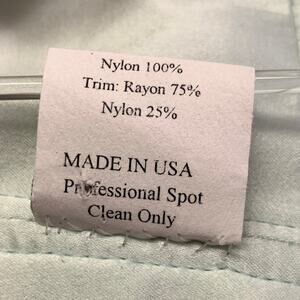 Nylon 100%
Trim: Rayon 75%
Nylon 25%
MADE IN USA
Professional Spot
Clean Only